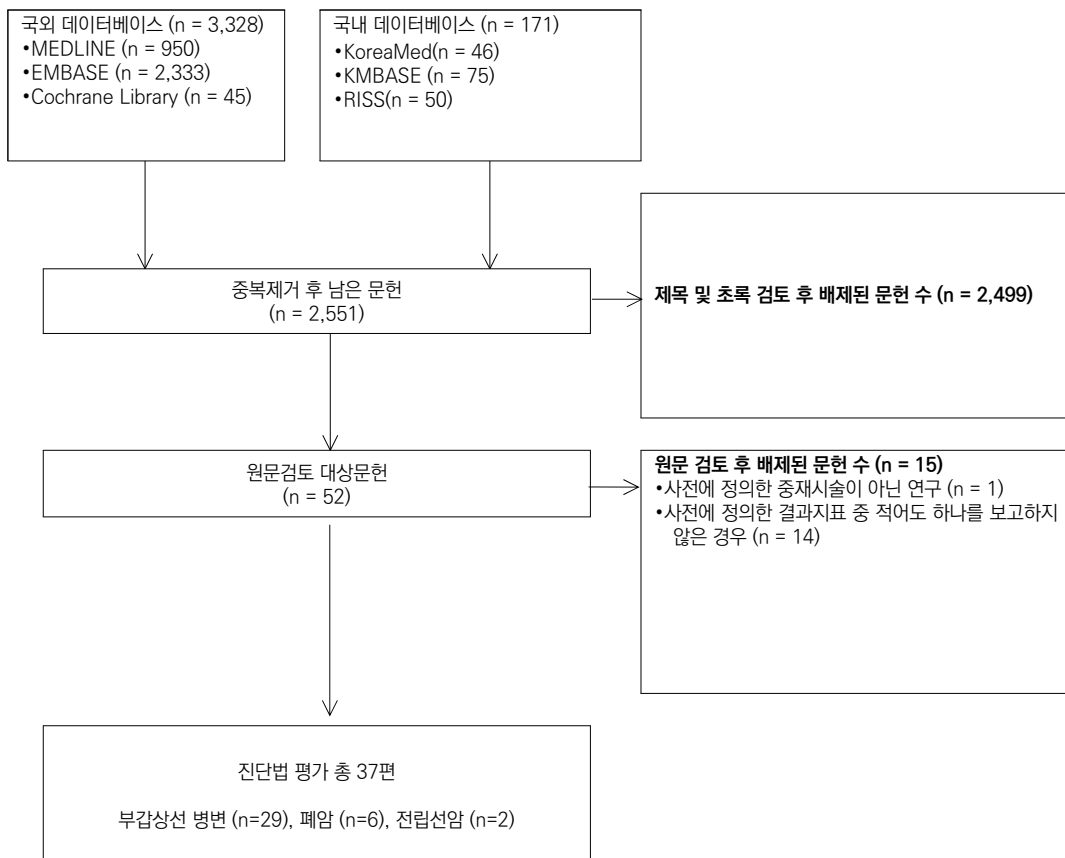 국외 데이터베이스 (n = 3,328)
•MEDLINE (n = 950)
•EMBASE (n = 2,333)
•Cochrane Library (n = 45)
국내 데이터베이스 (n = 171)
•KoreaMed(n = 46)
•KMBASE (n = 75)
•RISS(n = 50)
중복제거 후 남은 문헌
(n = 2,551)
제목 및 초록 검토 후 배제된 문헌 수 (n = 2,499)
원문검토 대상문헌
(n = 52)
원문 검토 후 배제된 문헌 수 (n = 15)
•사전에 정의한 중재시술이 아닌 연구 (n = 1)
•사전에 정의한 결과지표 중 적어도 하나를 보고하지
않은 경우 (n = 14)
진단법 평가 총 37편
부갑상선 병변 (n=29), 폐암 (n=6), 전립선암 (n=2)